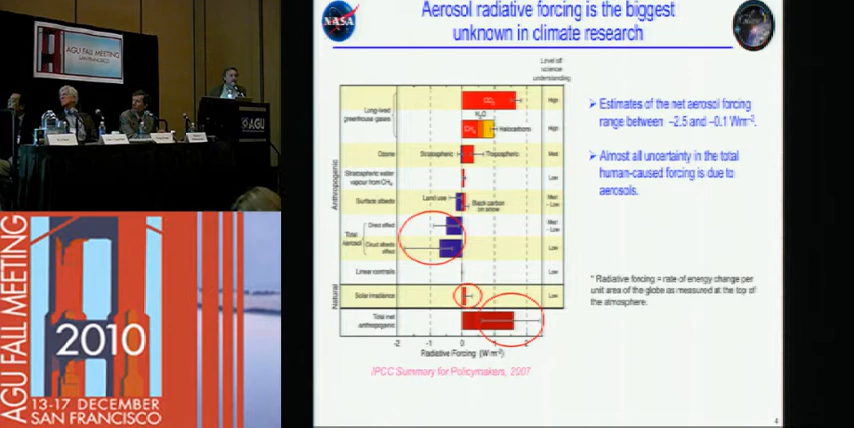 AGU FALL MEETING
SAN FRANCISCO
AGU
AGU FALL MEETING
2010
13-17 DECEMBER
SAN FRANCISCO
NASA
Aerosol radiative forcing is the biggest
unknown in climate research
Level of
science
understanding
Anthropogenic
Natural
Long-lived
greenhouse gases
CO₂
High
N₂O
CH₄
Halocarbons
High
Ozone
Stratospheric
Tropospheric
Med
Stratospheric water
vapour from CH₄
Low
Surface albedo
Land use
Black carbon
on snow
Med
- Low
Total
Aerosol
Direct effect
Med
- Low
Cloud albedo
effect
Low
Linear contrails
Low
Solar irradiance
Low
Total net
anthropogenic
-2 -1 0 1 2
Radiative Forcing (W m⁻²)
IPCC Summary for Policymakers, 2007
➢ Estimates of the net aerosol forcing
range between –2.5 and –0.1 Wm⁻².
➢ Almost all uncertainty in the total
human-caused forcing is due to
aerosols.
* Radiative forcing = rate of energy change per
unit area of the globe as measured at the top of
the atmosphere.
4